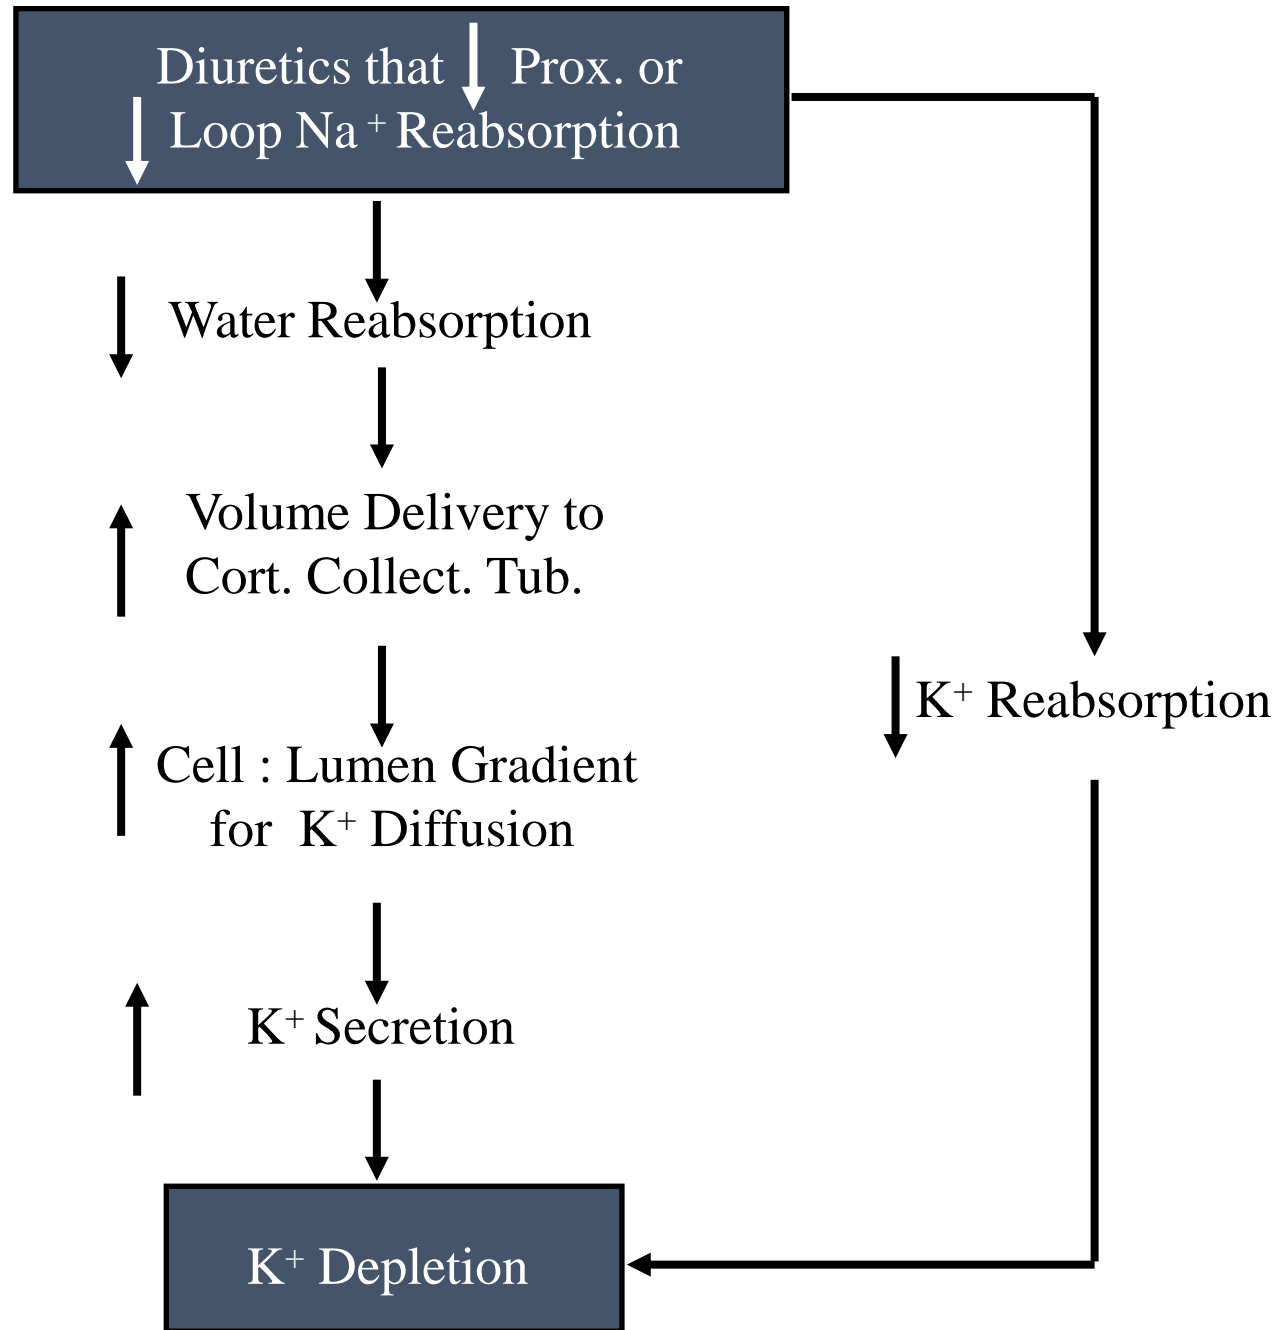 Diuretics that ↓ Prox. or
↓ Loop Na⁺ Reabsorption
↓ Water Reabsorption
↑ Volume Delivery to
Cort. Collect. Tub.
↑ Cell : Lumen Gradient
for K⁺ Diffusion
↑ K⁺ Secretion
K⁺ Depletion
↓ K⁺ Reabsorption